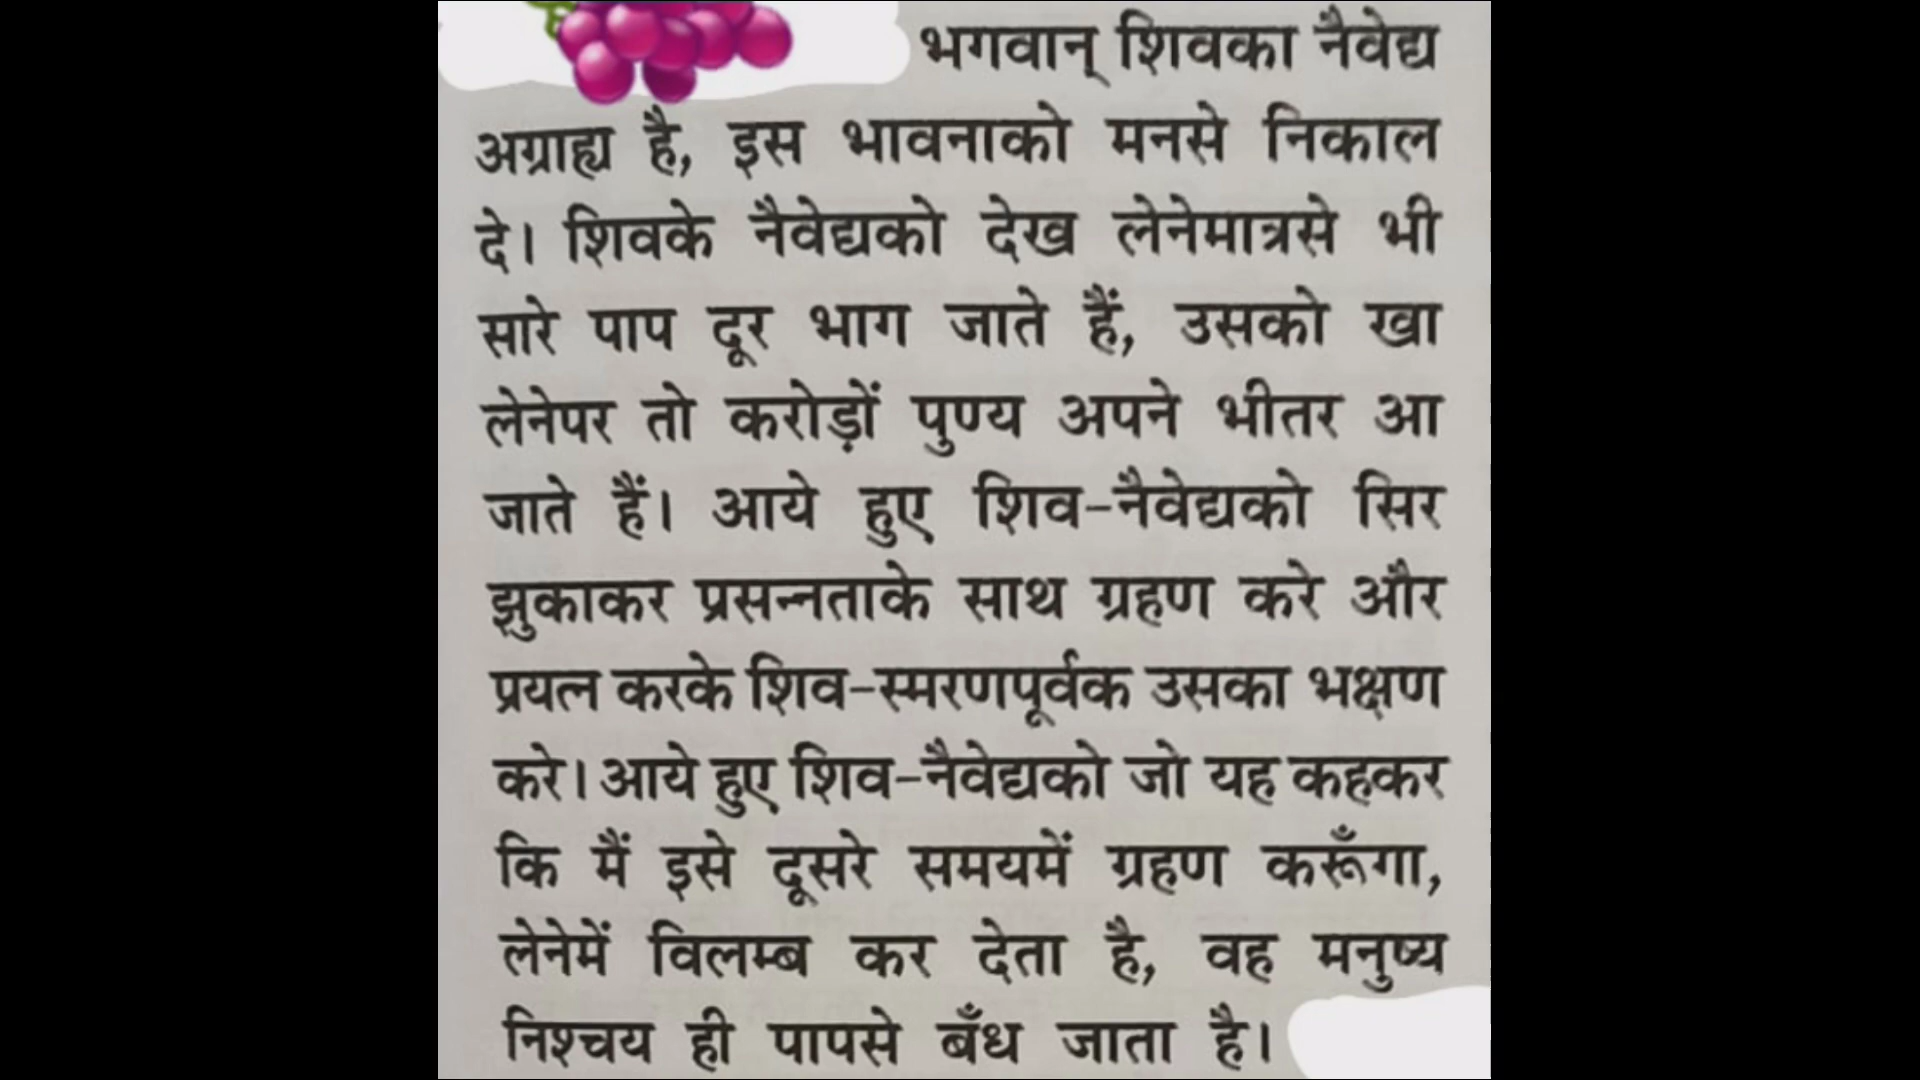 भगवान् शिवका नैवेद्य
अग्राह्य है, इस भावनाको मनसे निकाल
दे। शिवके नैवेद्यको देख लेनेमात्रसे भी
सारे पाप दूर भाग जाते हैं, उसको खा
लेनेपर तो करोड़ों पुण्य अपने भीतर आ
जाते हैं। आये हुए शिव-नैवेद्यको सिर
झुकाकर प्रसन्नताके साथ ग्रहण करे और
प्रयत्न करके शिव-स्मरणपूर्वक उसका भक्षण
करे। आये हुए शिव-नैवेद्यको जो यह कहकर
कि मैं इसे दूसरे समयमें ग्रहण करूँगा,
लेनेमें विलम्ब कर देता है, वह मनुष्य
निश्चय ही पापसे बँध जाता है।